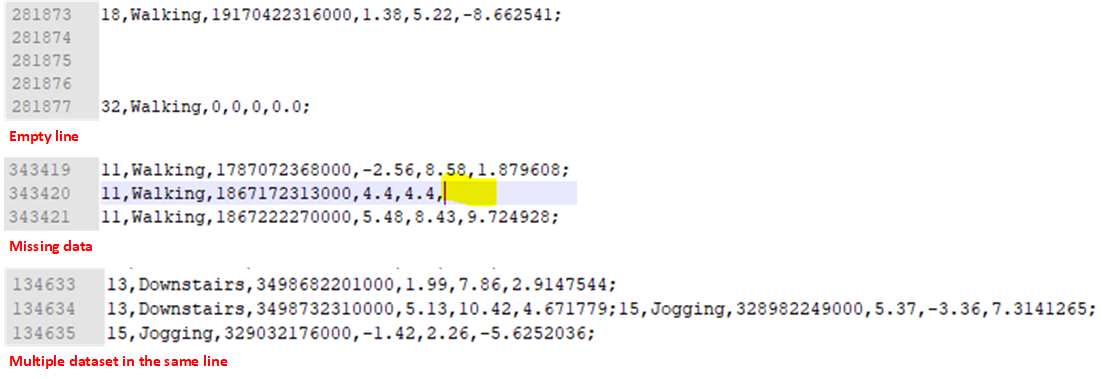 281873 18,Walking,19170422316000,1.38,5.22,-8.662541;
281874
281875
281876
281877 32,Walking,0,0,0,0.0;
Empty line
343419 11,Walking,1787072368000,-2.56,8.58,1.879608;
343420 11,Walking,1867172313000,4.4,4.4,
343421 11,Walking,1867222270000,5.48,8.43,9.724928;
Missing data
134633 13,Downstairs,3498682201000,1.99,7.86,2.9147544;
134634 13,Downstairs,3498732310000,5.13,10.42,4.671779;15,Jogging,328982249000,5.37,-3.36,7.3141265;
134635 15,Jogging,329032176000,-1.42,2.26,-5.6252036;
Multiple dataset in the same line